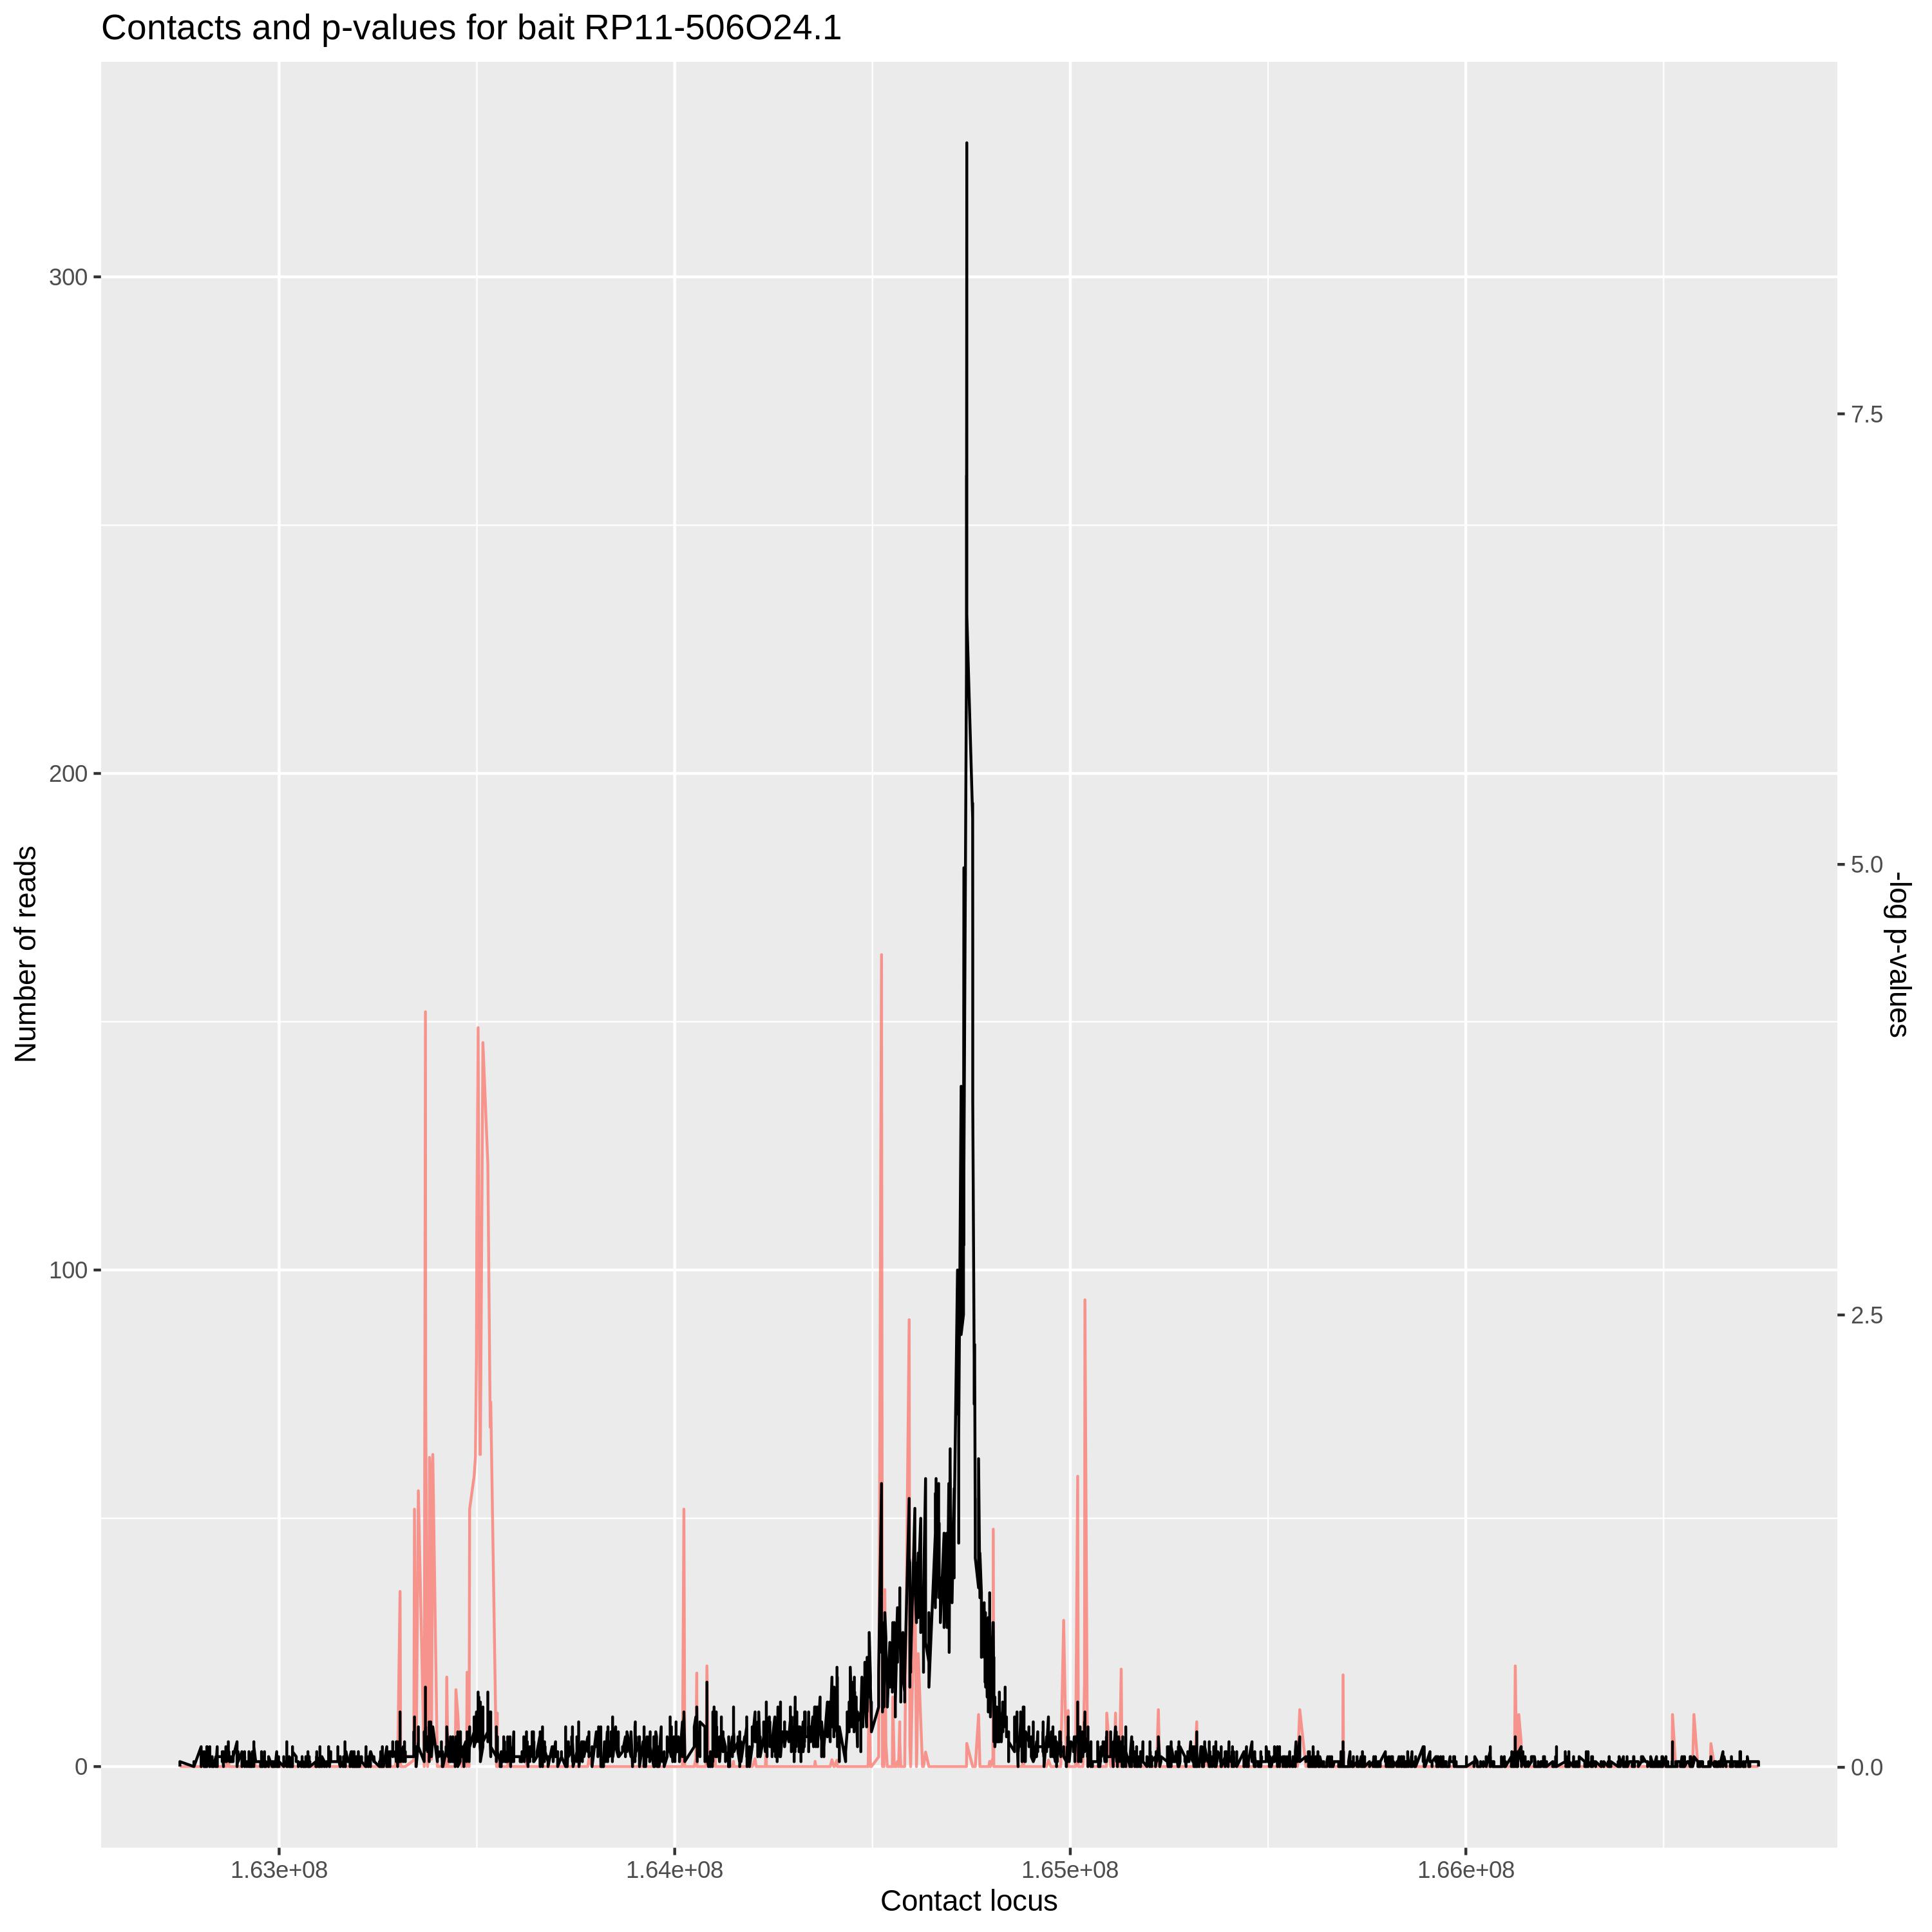 Contacts and p-values for bait RP11-506O24.1
300
200
100
0
Number of reads
7.5
5.0
2.5
0.0
-log p-values
1.63e+08
1.64e+08
1.65e+08
1.66e+08
Contact locus